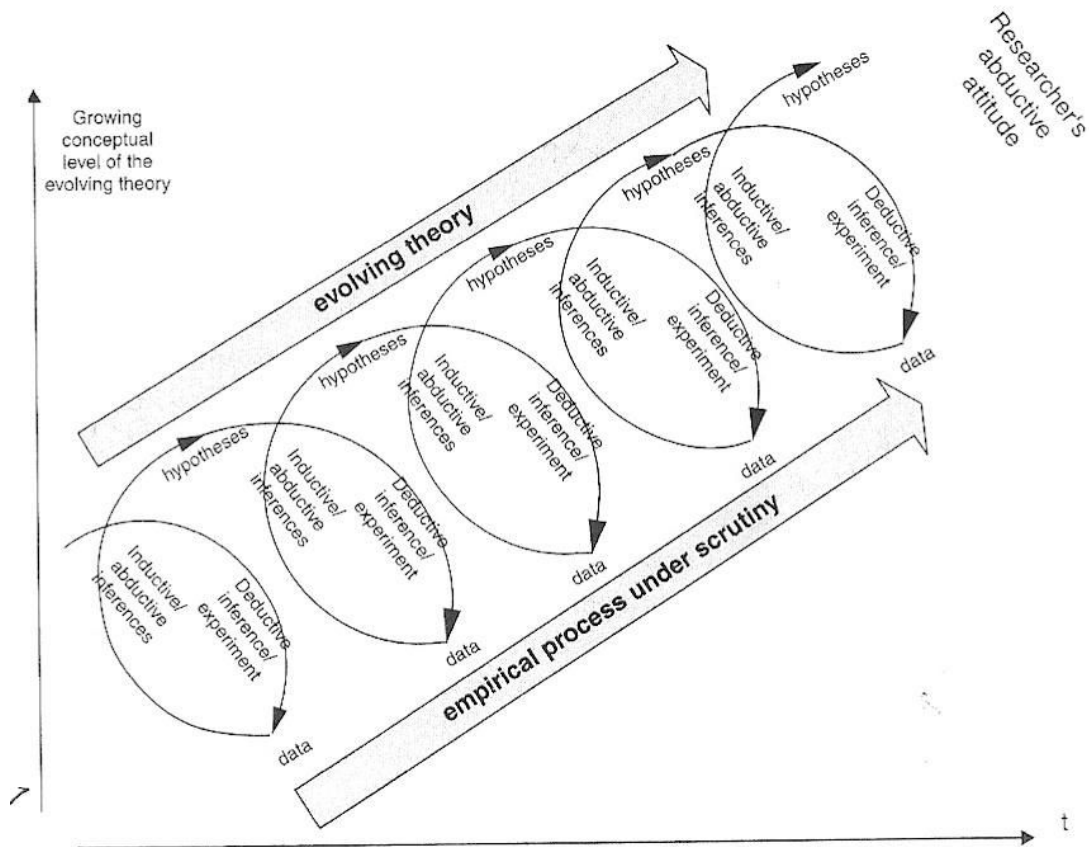 Researcher's
abductive
attitude
Growing
conceptual
level of the
evolving theory
evolving theory
hypotheses
hypotheses
hypotheses
hypotheses
hypotheses
Inductive/
abductive
inferences
Deductive
inference/
experiment
data
Inductive/
abductive
inferences
Deductive
inference/
experiment
data
Inductive/
abductive
inferences
Deductive
inference/
experiment
data
Inductive/
abductive
inferences
Deductive
inference/
experiment
data
Inductive/
abductive
inferences
Deductive
inference/
experiment
data
empirical process under scrutiny
t